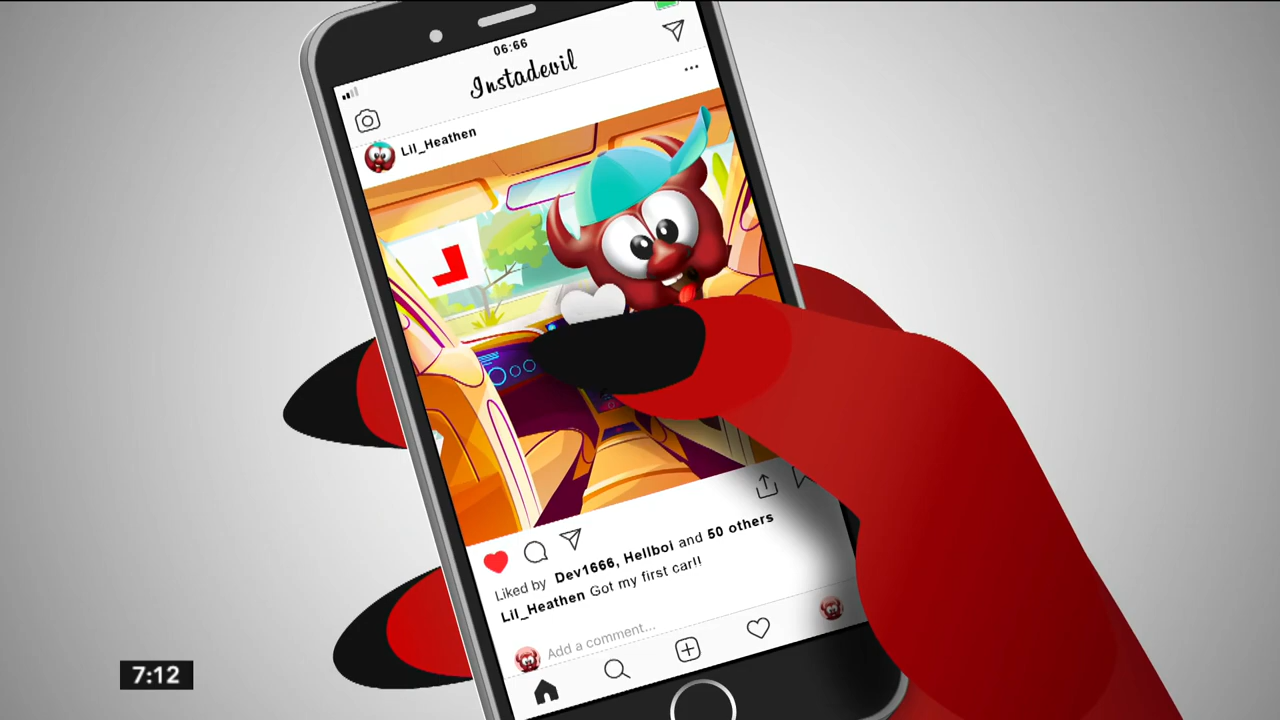 06:66
Instadevil
Lil_Heathen
L
Liked by Dev1666, Hellboi and 50 others
Lil_Heathen Got my first car!!
Add a comment...
7:12